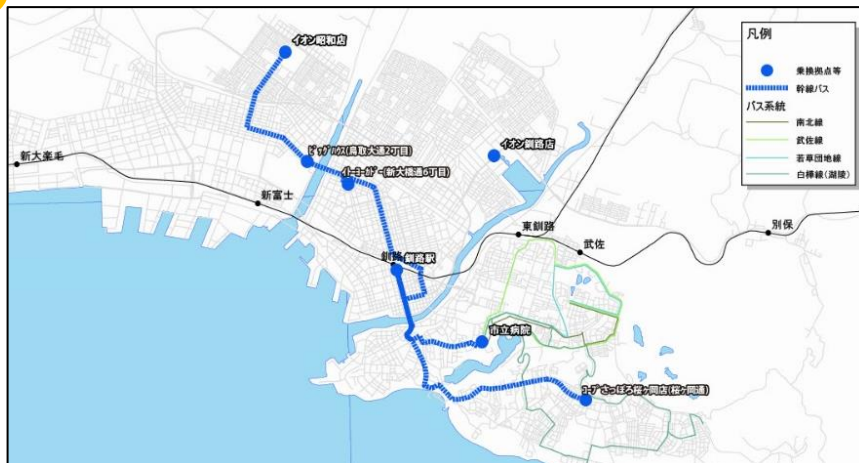 凡例
乗換拠点等
幹線バス
バス系統
南北線
武佐線
若草団地線
白樺線(湖陵)
イオン昭和店
ﾋﾞｯｸﾞﾊｳｽ(鳥取大通2丁目)
イオン釧路店
新大楽毛
ｲﾄｰﾖｰｶﾄﾞｰ(新大橋通6丁目)
新富士
東釧路
別保
武佐
釧路
釧路駅
市立病院
ｺｰﾌﾟさっぽろ桜ヶ岡店(桜ヶ岡通)